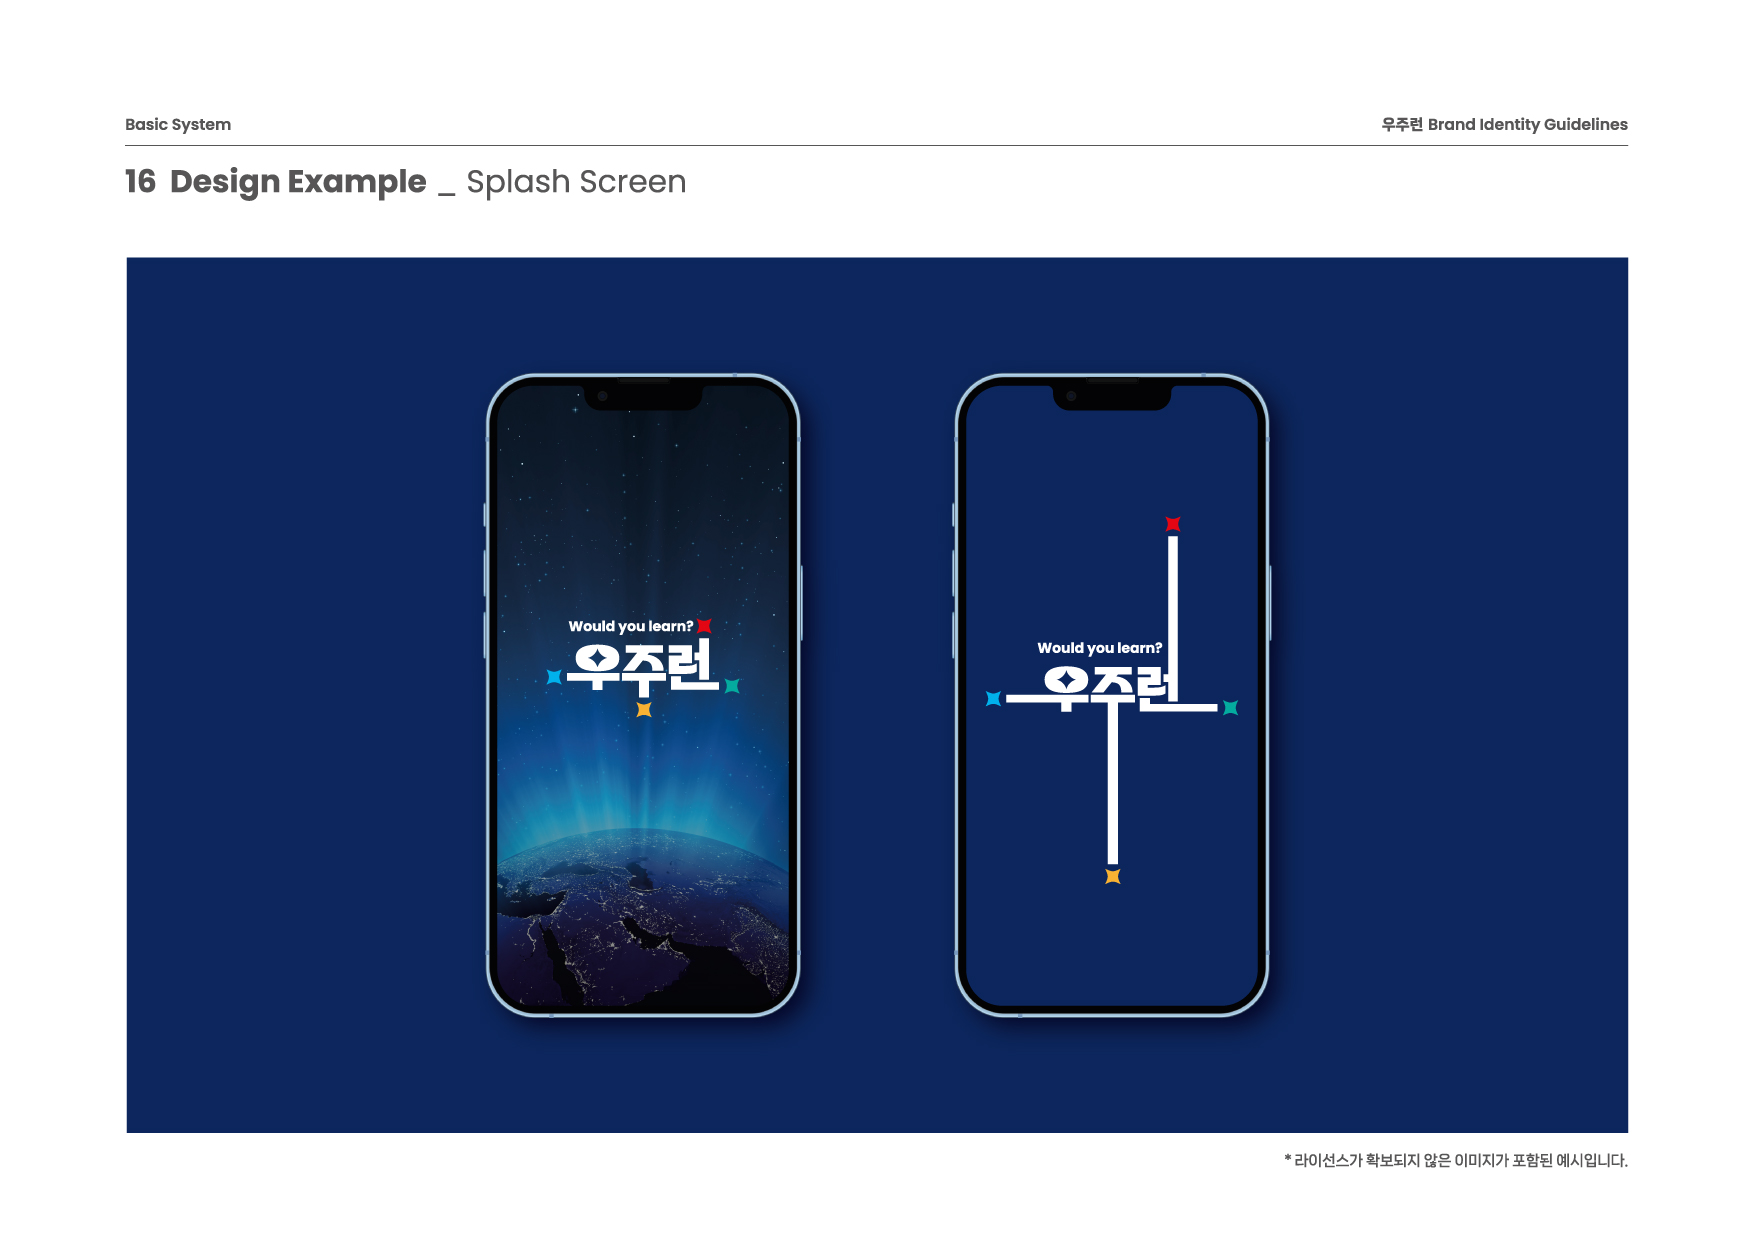 Basic System
우주런 Brand Identity Guidelines
16 Design Example _ Splash Screen
Would you learn?
우주런
Would you learn?
우주런
* 라이선스가 확보되지 않은 이미지가 포함된 예시입니다.